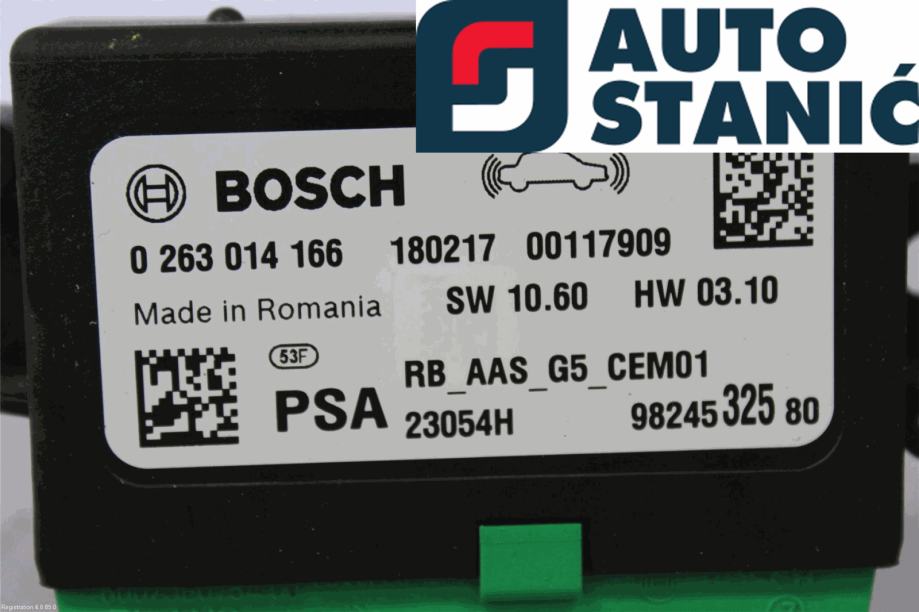 AUTO
STANIĆ
BOSCH
0 263 014 166 180217 00117909
Made in Romania SW 10.60 HW 03.10
53F
PSA RB_AAS_G5_CEM01
23054H 98245 325 80